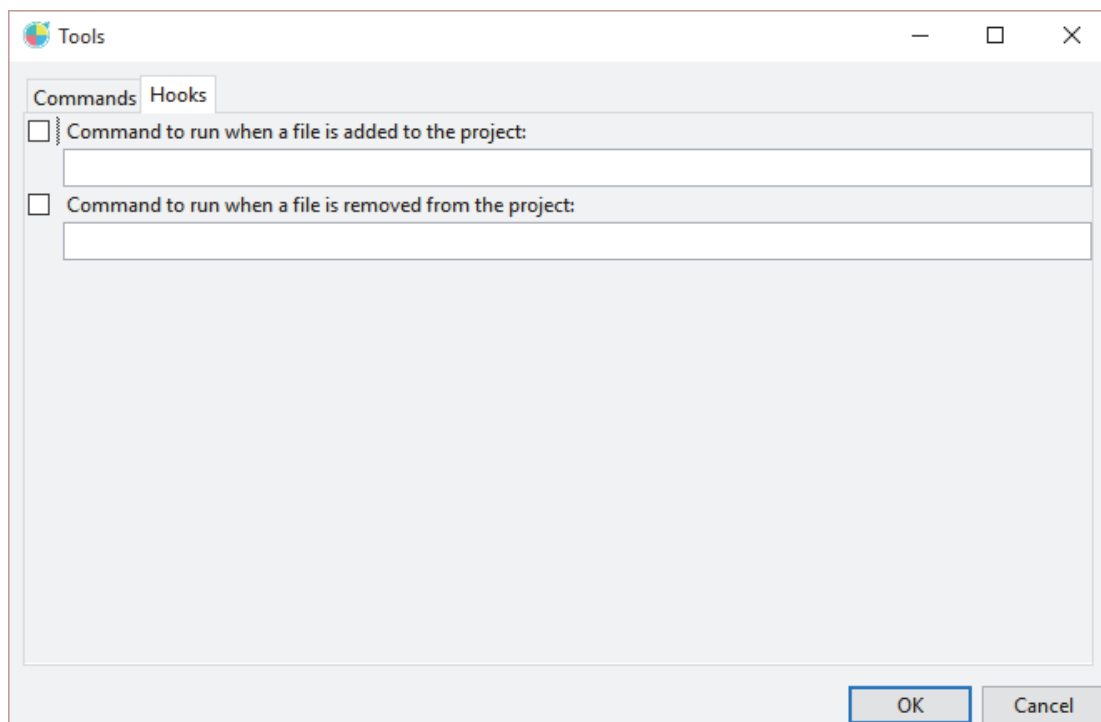 Tools
Commands Hooks
Command to run when a file is added to the project:
Command to run when a file is removed from the project:
OK Cancel